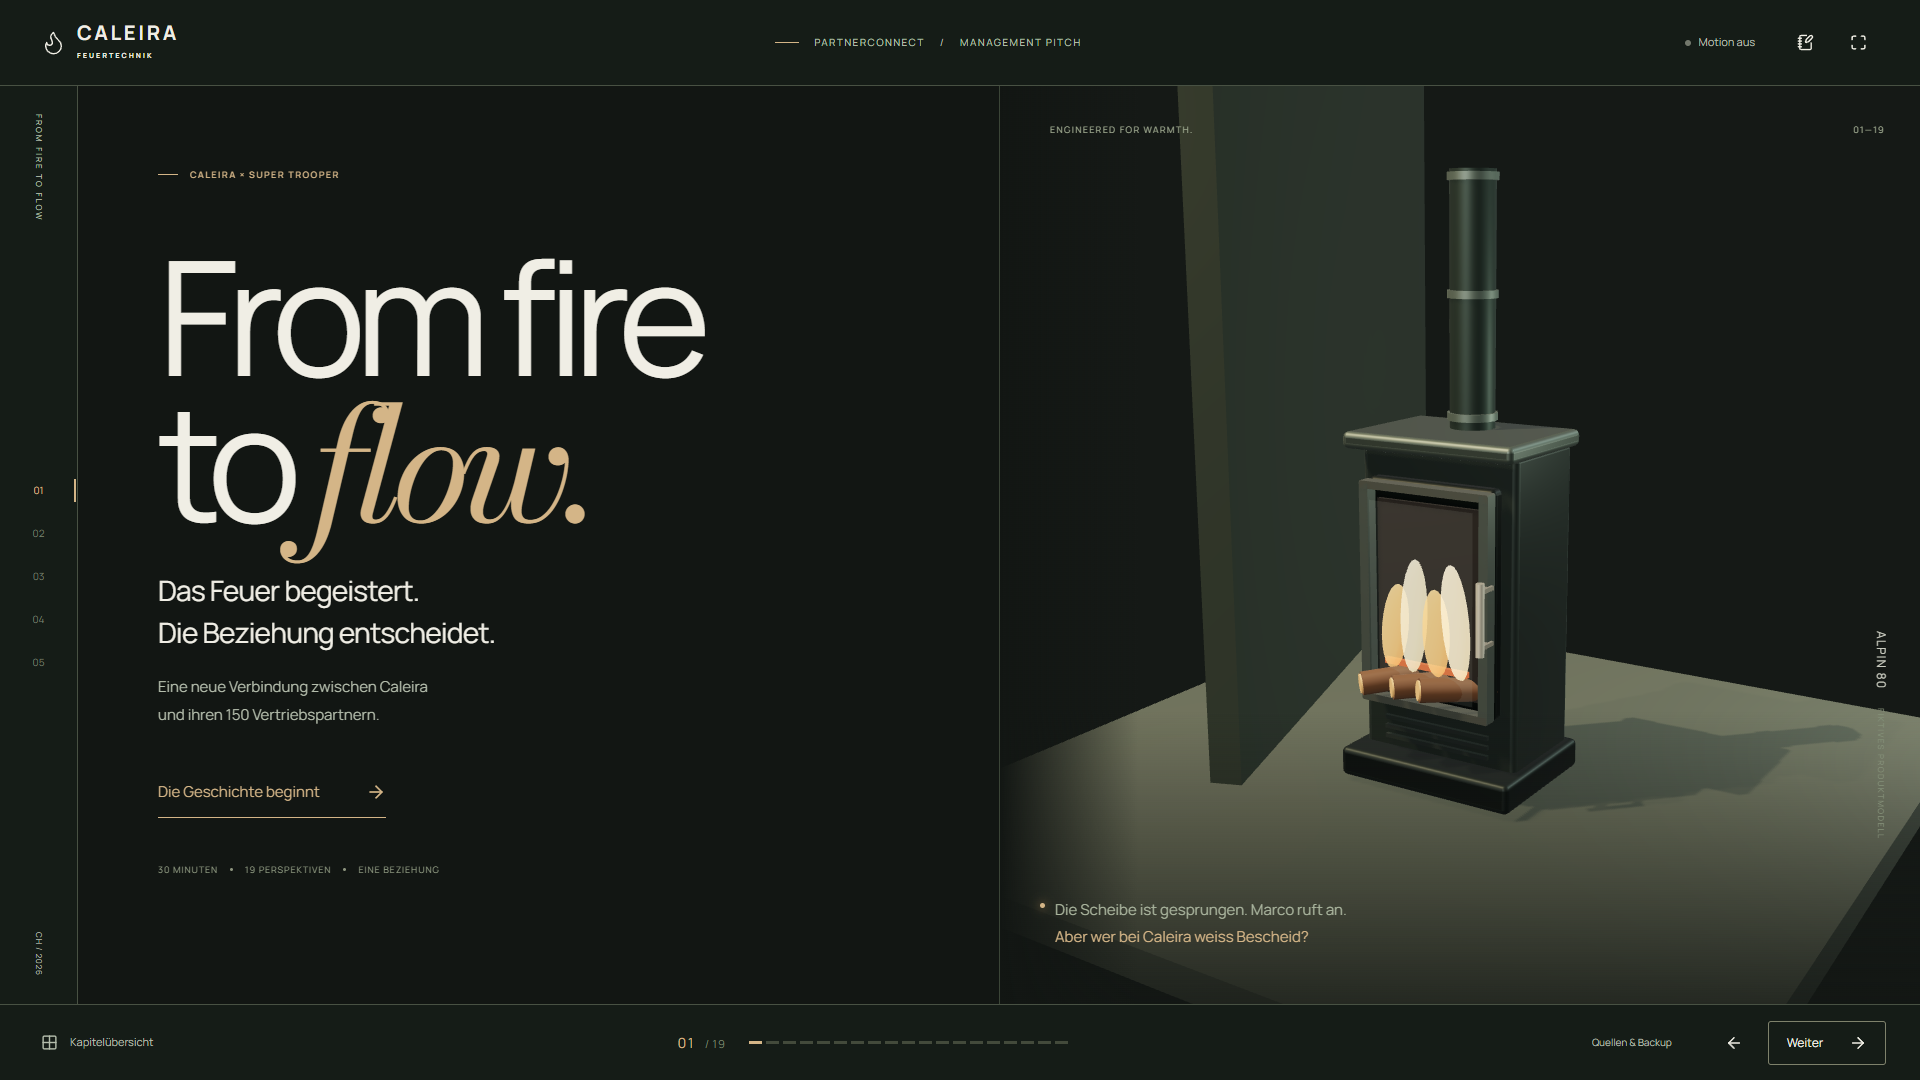 CALEIRA
FEUERTECHNIK
PARTNERCONNECT / MANAGEMENT PITCH
Motion aus
FROM FIRE TO FLOW
01
02
03
04
05
CH / 2026
CALEIRA × SUPER TROOPER
From fire
to flow.
Das Feuer begeistert.
Die Beziehung entscheidet.
Eine neue Verbindung zwischen Caleira
und ihren 150 Vertriebspartnern.
Die Geschichte beginnt
30 MINUTEN • 19 PERSPEKTIVEN • EINE BEZIEHUNG
ENGINEERED FOR WARMTH.
01—19
ALPIN 80
FIKTIVES PRODUKTMODELL
Die Scheibe ist gesprungen. Marco ruft an.
Aber wer bei Caleira weiss Bescheid?
Kapitelübersicht
01 / 19
Quellen & Backup
Weiter